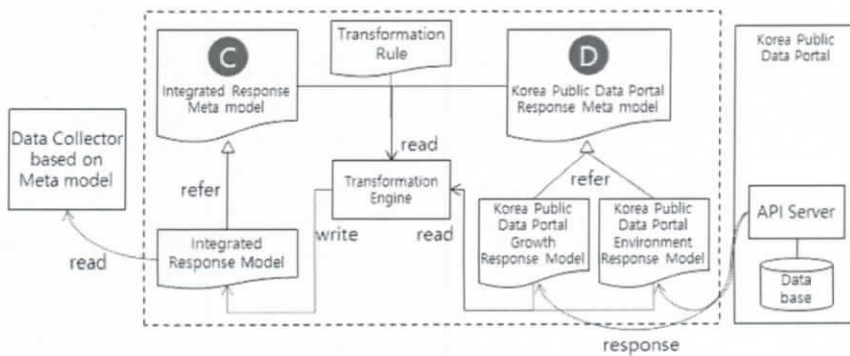 C
Integrated Response
Meta model
Transformation
Rule
D
Korea Public Data Portal
Response Meta model
Korea Public
Data Portal
Data Collector
based on
Meta model
read
refer
Transformation
Engine
refer
Korea Public
Data Portal
Growth
Response Model
Korea Public
Data Portal
Environment
Response Model
API Server
write
read
Integrated
Response Model
read
Data
base
response